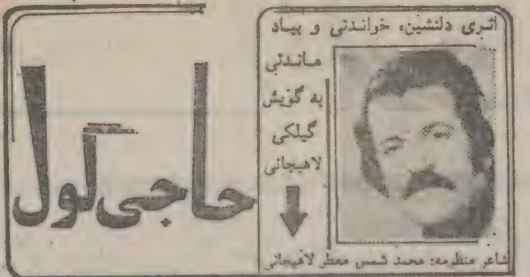 اثری دلنشین، خواندنی و بیاد
ماندنی
به گویش
گیلکی
لاهیجانی
شاعر منظومه: محمد شمس معطر لاهیجانی
حاجی گول